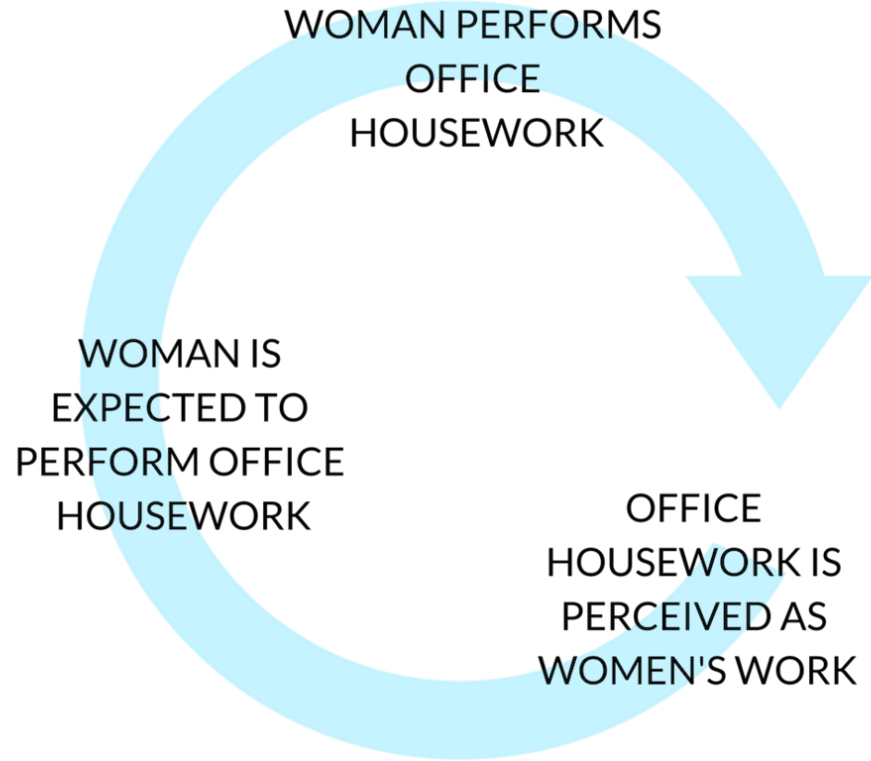 WOMAN PERFORMS
OFFICE
HOUSEWORK
OFFICE
HOUSEWORK IS
PERCEIVED AS
WOMEN'S WORK
WOMAN IS
EXPECTED TO
PERFORM OFFICE
HOUSEWORK